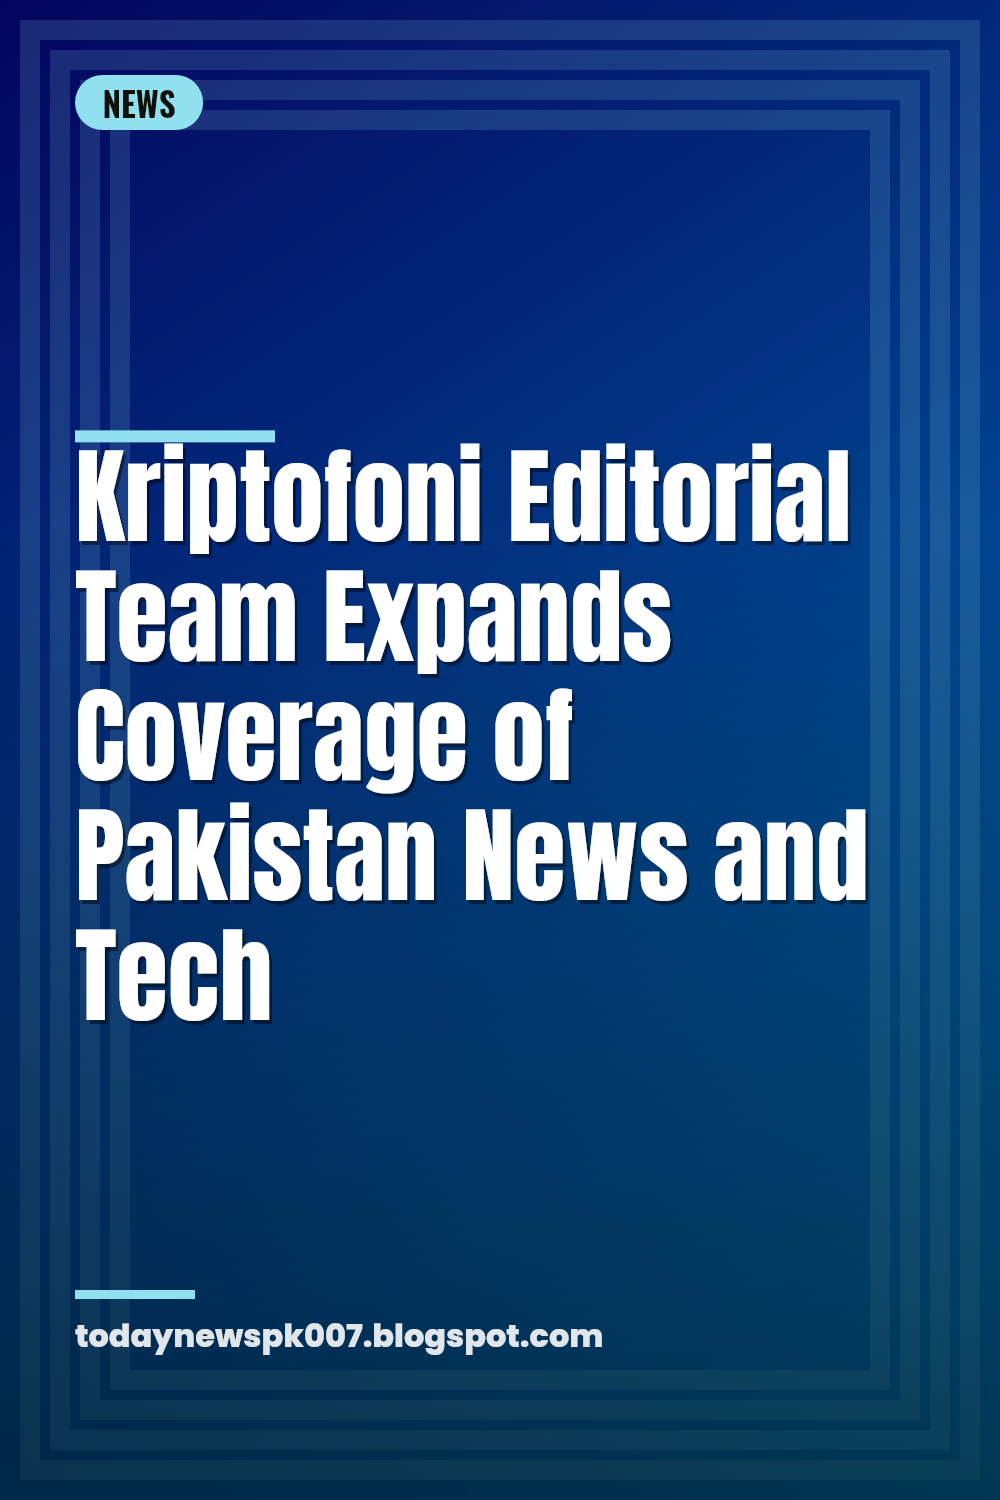 NEWS
Kriptofoni Editorial
Team Expands
Coverage of
Pakistan News and
Tech
todaynewspk007.blogspot.com